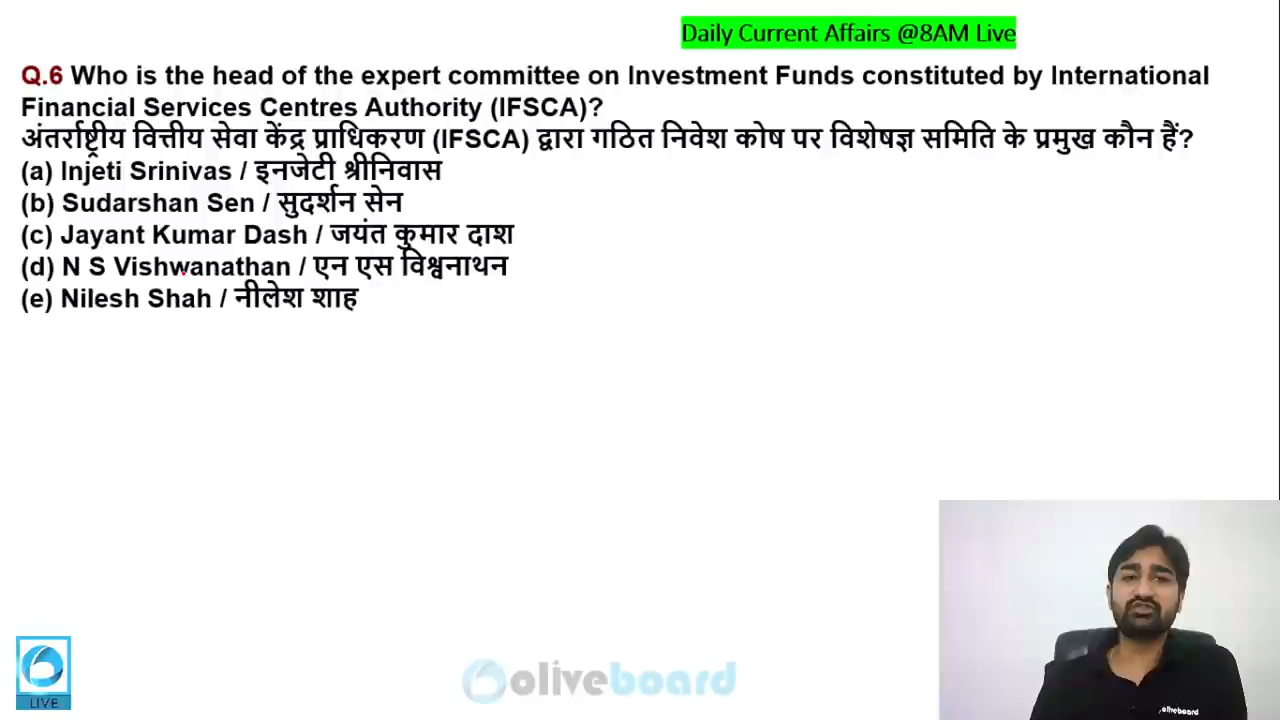 Daily Current Affairs @8AM Live
Q.6 Who is the head of the expert committee on Investment Funds constituted by International
Financial Services Centres Authority (IFSCA)?
अंतर्राष्ट्रीय वित्तीय सेवा केंद्र प्राधिकरण (IFSCA) द्वारा गठित निवेश कोष पर विशेषज्ञ समिति के प्रमुख कौन हैं?
(a) Injeti Srinivas / इनजेटी श्रीनिवास
(b) Sudarshan Sen / सुदर्शन सेन
(c) Jayant Kumar Dash / जयंत कुमार दाश
(d) N S Vishwanathan / एन एस विश्वनाथन
(e) Nilesh Shah / नीलेश शाह
LIVE
oliveboard
oliveboard